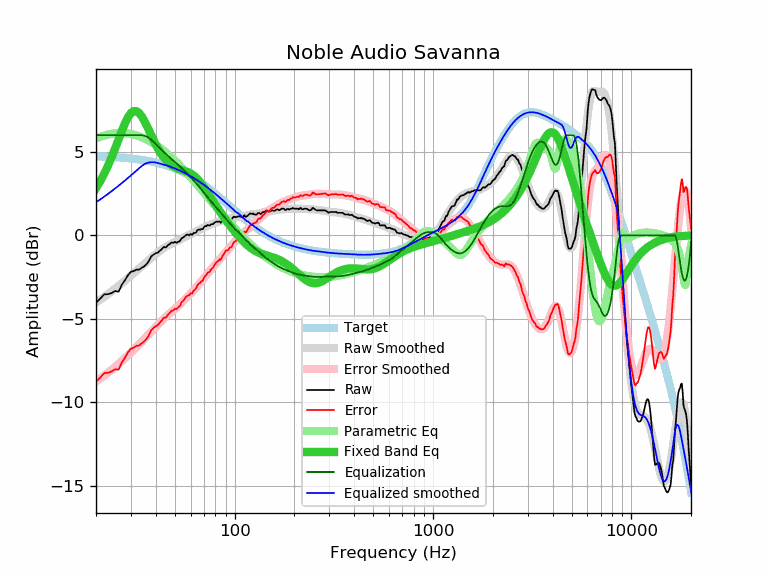 Noble Audio Savanna
Amplitude (dBr)
5
0
−5
−10
−15
Target
Raw Smoothed
Error Smoothed
Raw
Error
Parametric Eq
Fixed Band Eq
Equalization
Equalized smoothed
100
1000
10000
Frequency (Hz)